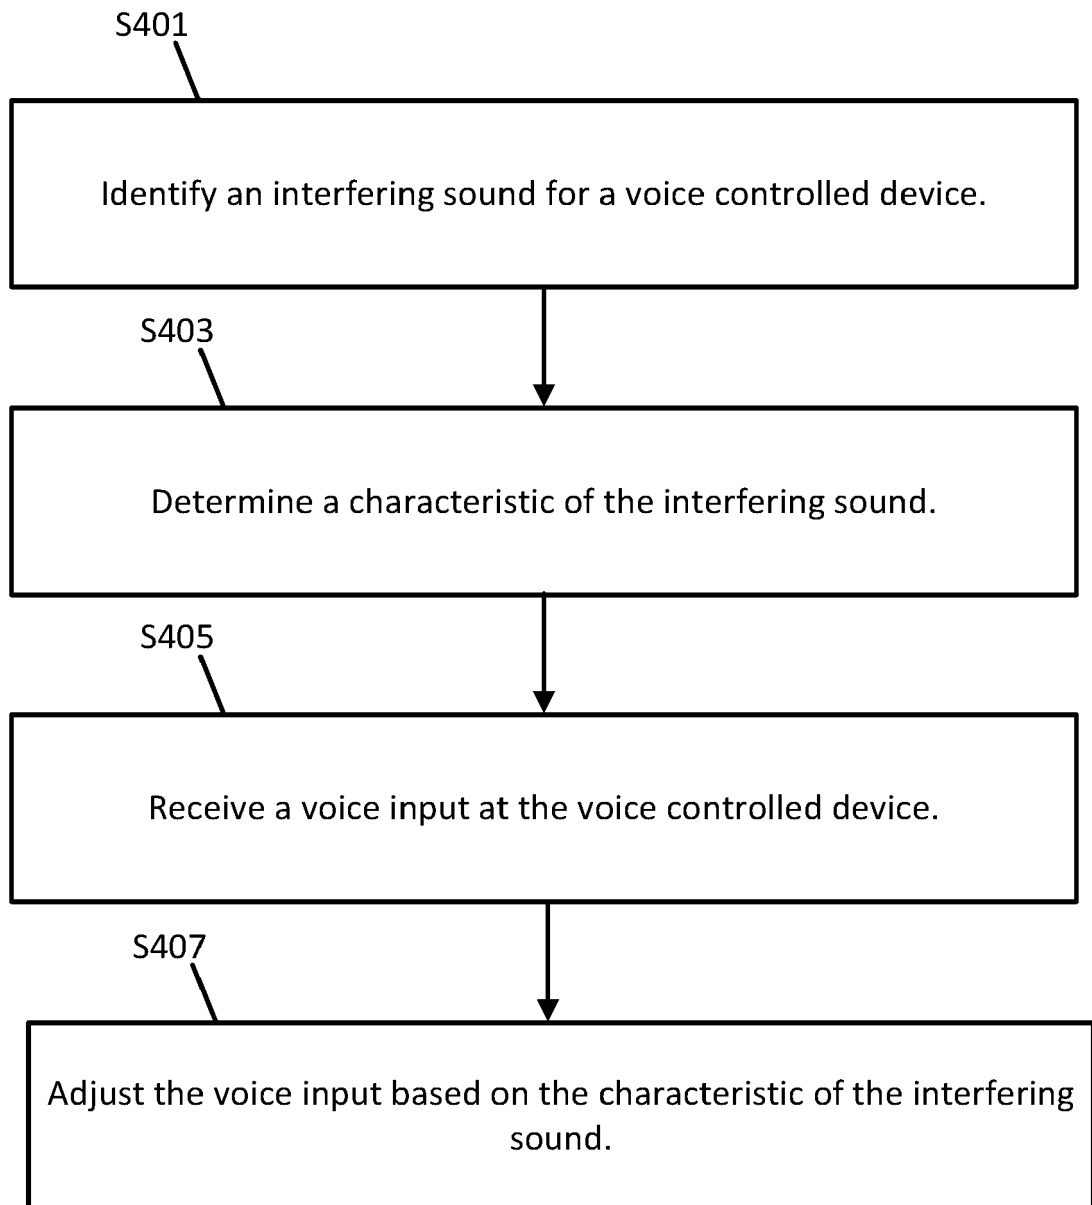 S401
Identify an interfering sound for a voice controlled device.
S403
Determine a characteristic of the interfering sound.
S405
Receive a voice input at the voice controlled device.
S407
Adjust the voice input based on the characteristic of the interfering
sound.